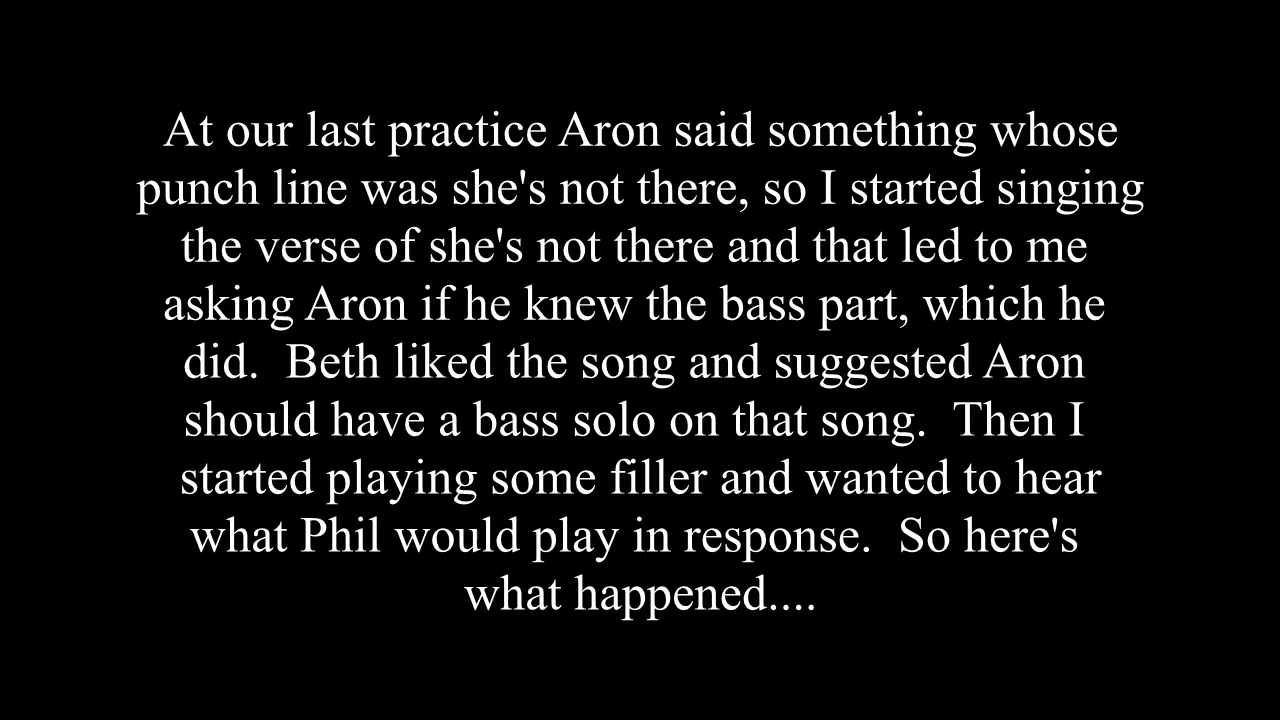 At our last practice Aron said something whose
punch line was she's not there, so I started singing
the verse of she's not there and that led to me
asking Aron if he knew the bass part, which he
did.  Beth liked the song and suggested Aron
should have a bass solo on that song.  Then I
started playing some filler and wanted to hear
what Phil would play in response.  So here's
what happened....